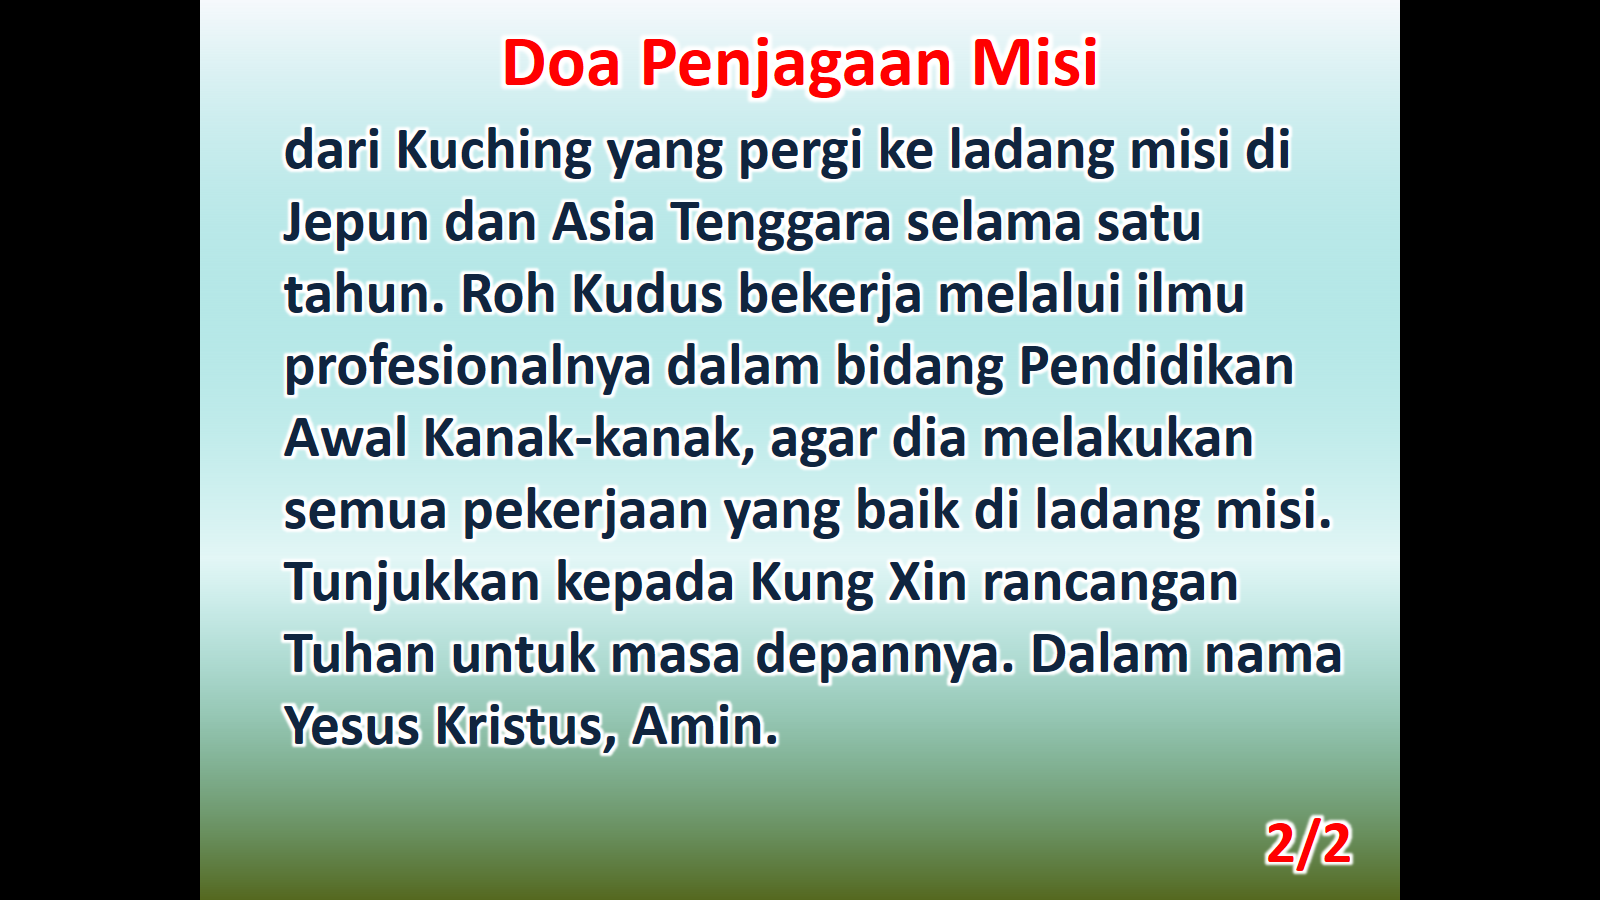 Doa Penjagaan Misi
dari Kuching yang pergi ke ladang misi di
Jepun dan Asia Tenggara selama satu
tahun. Roh Kudus bekerja melalui ilmu
profesionalnya dalam bidang Pendidikan
Awal Kanak-kanak, agar dia melakukan
semua pekerjaan yang baik di ladang misi.
Tunjukkan kepada Kung Xin rancangan
Tuhan untuk masa depannya. Dalam nama
Yesus Kristus, Amin.
2/2